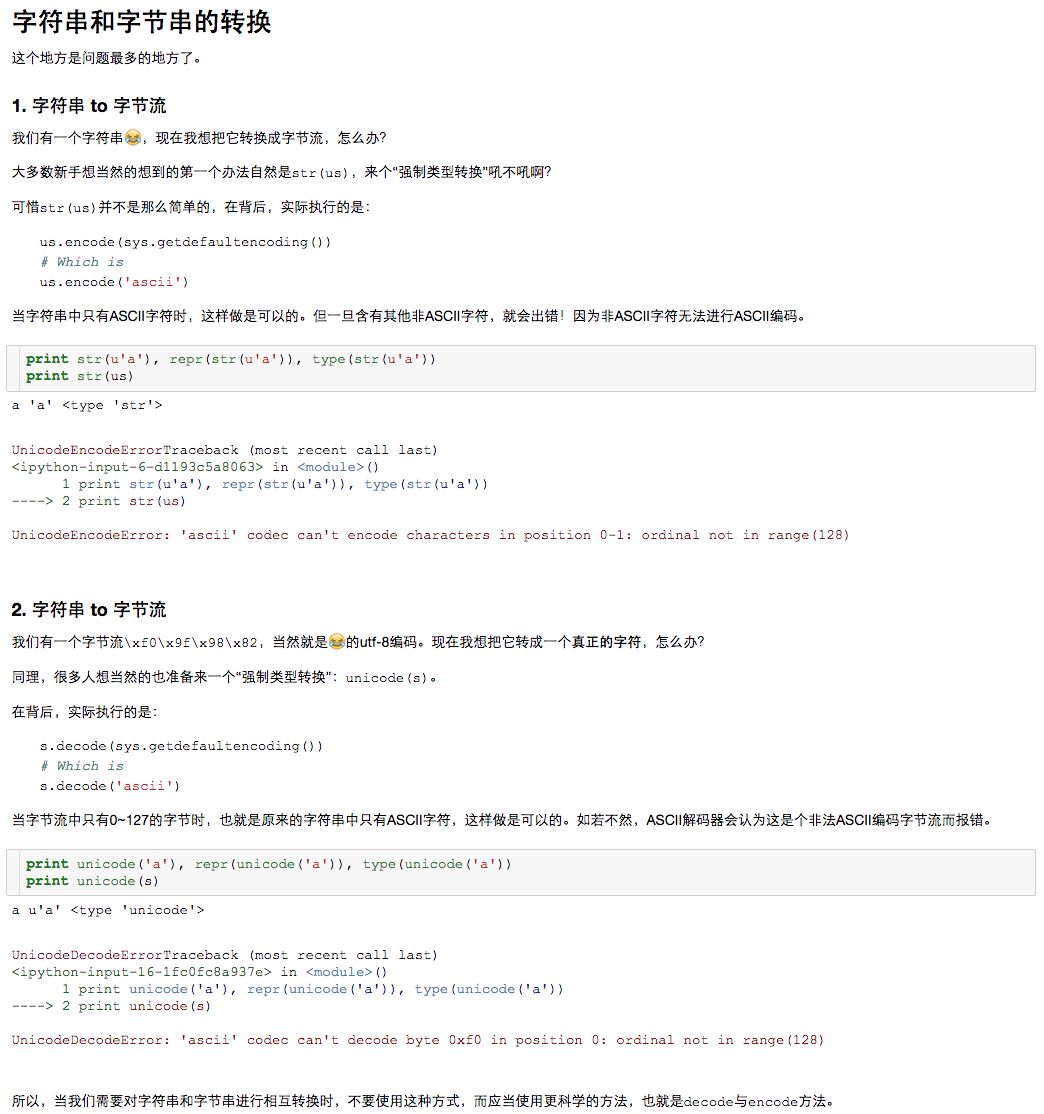 字符串和字节串的转换
这个地方是问题最多的地方了。
1. 字符串 to 字节流
我们有一个字符串😂，现在我想把它转换成字节流，怎么办？
大多数新手想当然的想到的第一个办法自然是str(us)，来个“强制类型转换”吼不吼啊？
可惜str(us)并不是那么简单的，在背后，实际执行的是：
us.encode(sys.getdefaultencoding())
# Which is
us.encode('ascii')
当字符串中只有ASCII字符时，这样做是可以的。但一旦含有其他非ASCII字符，就会出错！因为非ASCII字符无法进行ASCII编码。
print str(u'a'), repr(str(u'a')), type(str(u'a'))
print str(us)
a 'a' <type 'str'>
UnicodeEncodeErrorTraceback (most recent call last)
<ipython-input-6-d1193c5a8063> in <module>()
1 print str(u'a'), repr(str(u'a')), type(str(u'a'))
----> 2 print str(us)
UnicodeEncodeError: 'ascii' codec can't encode characters in position 0-1: ordinal not in range(128)
2. 字符串 to 字节流
我们有一个字节流\xf0\x9f\x98\x82，当然就是😂的utf-8编码。现在我想把它转成一个真正的字符，怎么办？
同理，很多人想当然的也准备来一个“强制类型转换”：unicode(s)。
在背后，实际执行的是：
s.decode(sys.getdefaultencoding())
# Which is
s.decode('ascii')
当字节流中只有0~127的字节时，也就是原来的字符串中只有ASCII字符，这样做是可以的。如若不然，ASCII解码器会认为这是个非法ASCII编码字节流而报错。
print unicode('a'), repr(unicode('a')), type(unicode('a'))
print unicode(s)
a u'a' <type 'unicode'>
UnicodeDecodeErrorTraceback (most recent call last)
<ipython-input-16-1fc0fc8a937e> in <module>()
1 print unicode('a'), repr(unicode('a')), type(unicode('a'))
----> 2 print unicode(s)
UnicodeDecodeError: 'ascii' codec can't decode byte 0xf0 in position 0: ordinal not in range(128)
所以，当我们需要对字符串和字节串进行相互转换时，不要使用这种方式，而应当使用更科学的方法，也就是decode与encode方法。